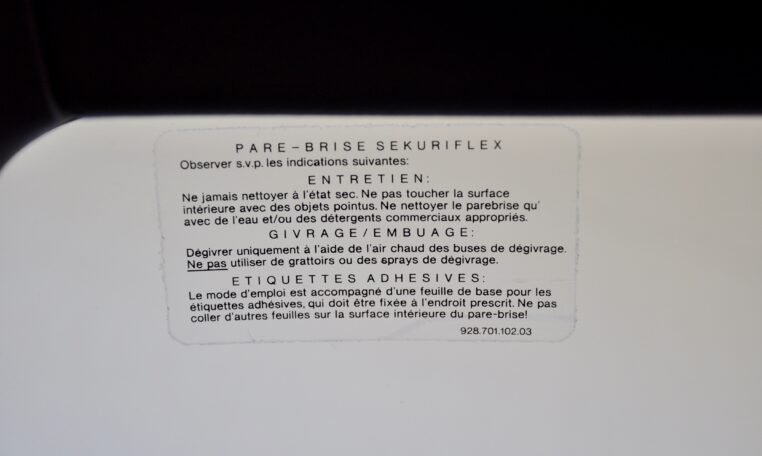 PARE-BRISE SEKURIFLEX
Observer s.v.p. les indications suivantes:
ENTRETIEN:
Ne jamais nettoyer à l'état sec. Ne pas toucher la surface
intérieure avec des objets pointus. Ne nettoyer le parebrise qu'
avec de l'eau et/ou des détergents commerciaux appropriés.
GIVRAGE/EMBUAGE:
Dégivrer uniquement à l'aide de l'air chaud des buses de dégivrage.
Ne pas utiliser de grattoirs ou des sprays de dégivrage.
ETIQUETTES ADHESIVES:
Le mode d'emploi est accompagné d'une feuille de base pour les
étiquettes adhésives, qui doit être fixée à l'endroit prescrit. Ne pas
coller d'autres feuilles sur la surface intérieure du pare-brise!
928.701.102.03